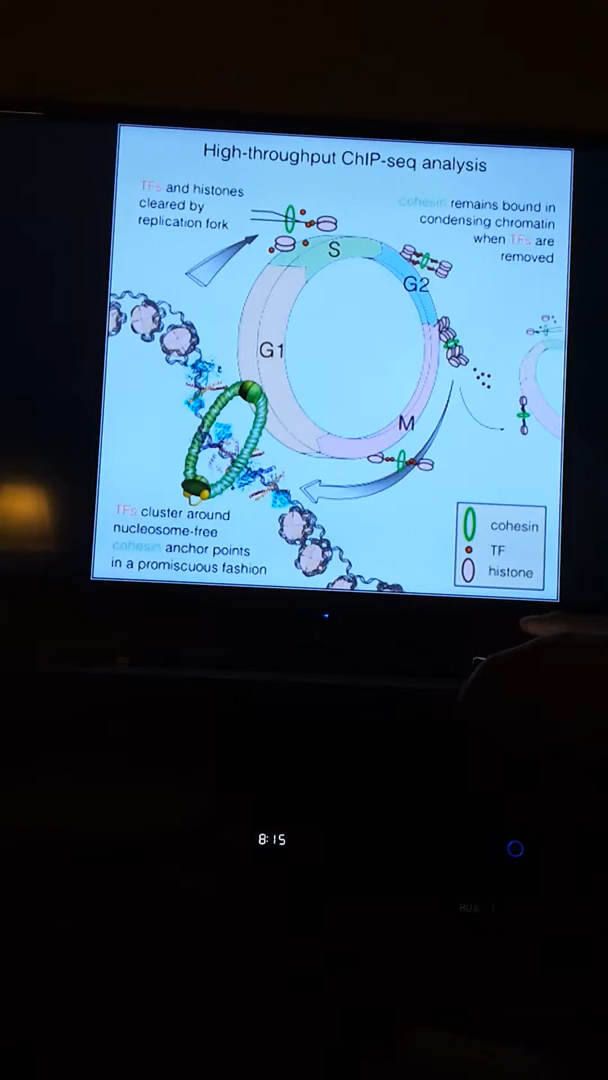 High-throughput ChIP-seq analysis
TFs and histones
cleared by
replication fork
cohesin remains bound in
condensing chromatin
when TFs are
removed
S
G2
G1
M
TFs cluster around
nucleosome-free
cohesin anchor points
in a promiscuous fashion
cohesin
TF
histone
8:15